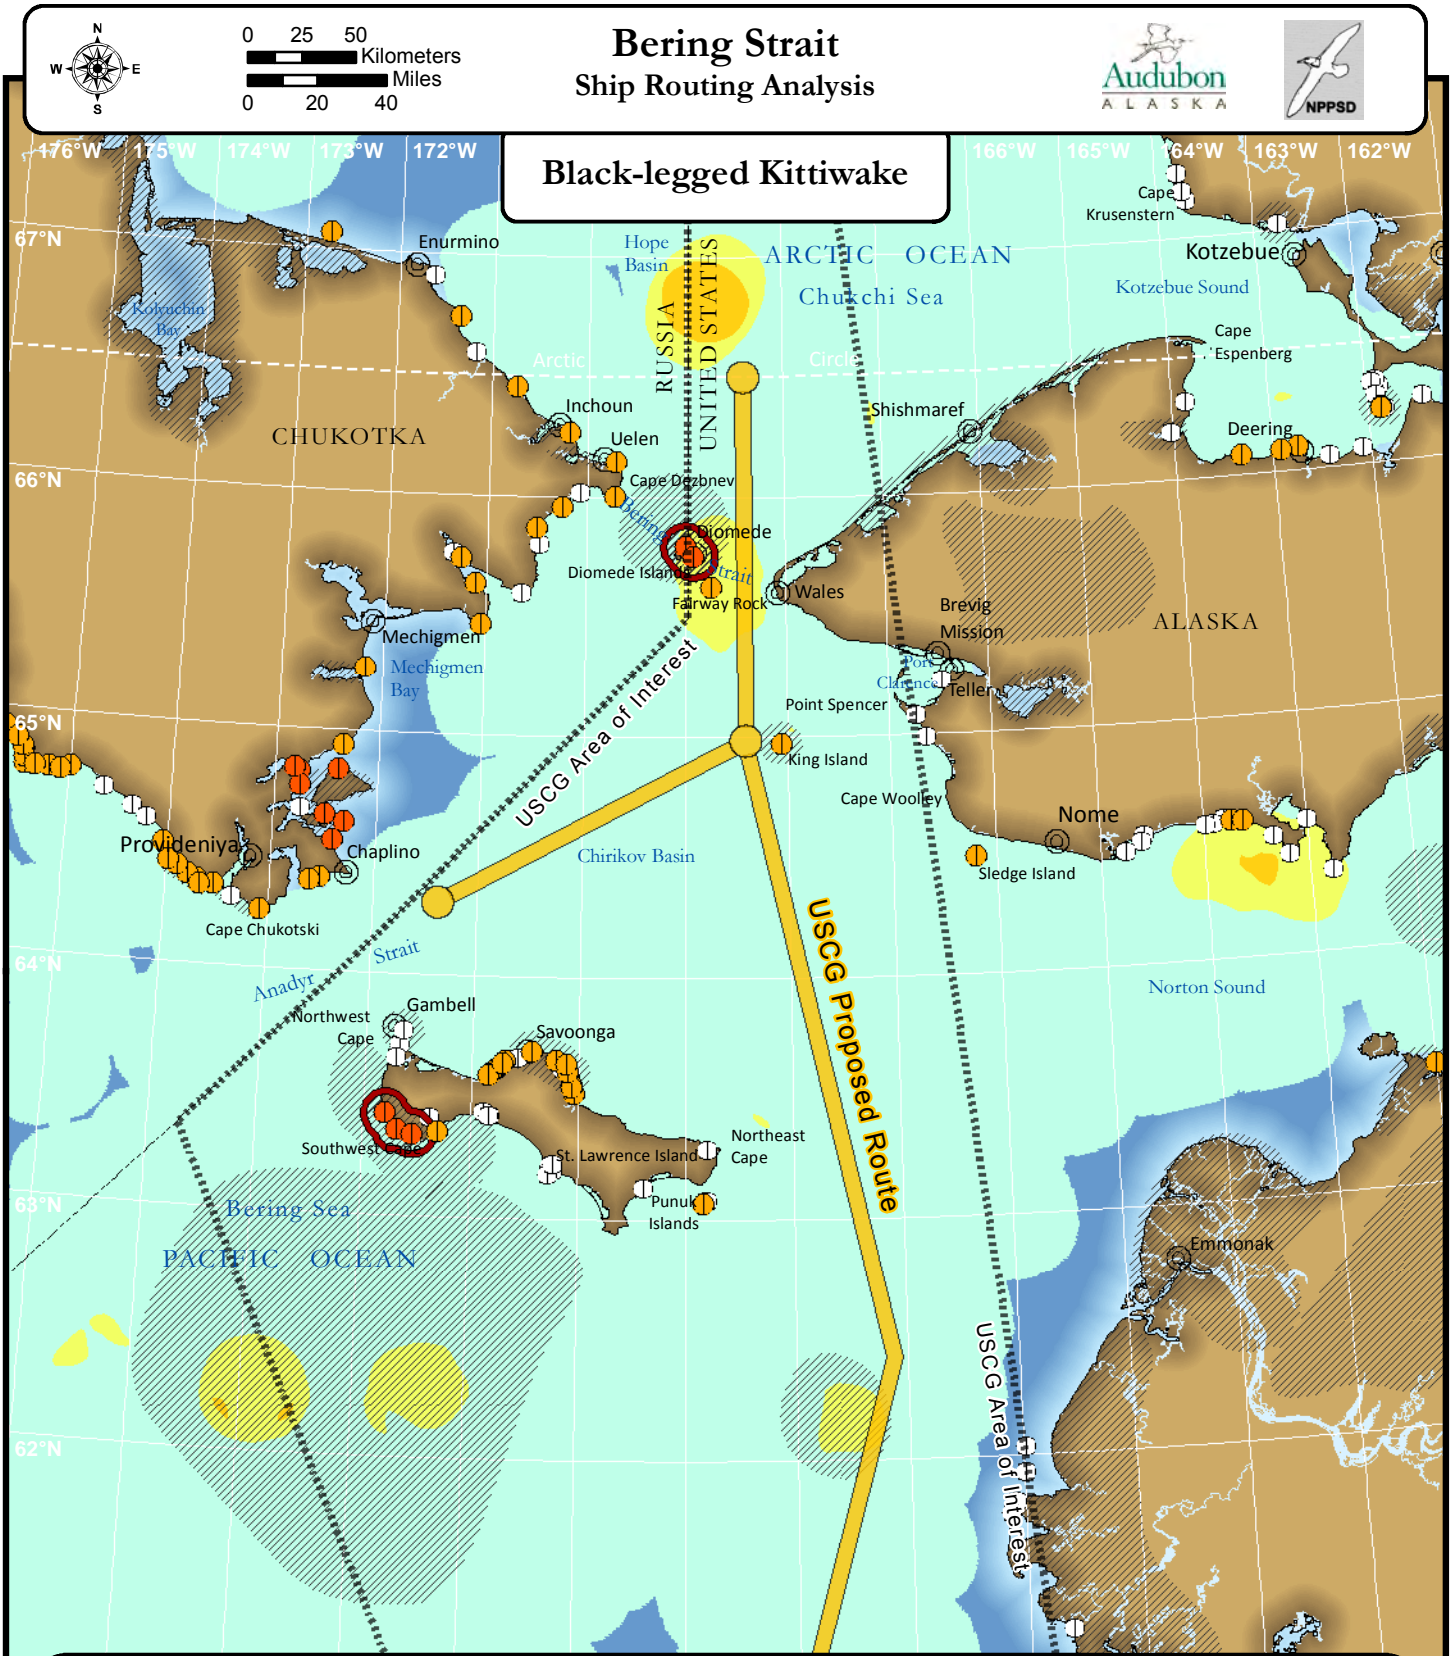 N
W E
S
0 25 50
Kilometers
Miles
0 20 40
Bering Strait
Ship Routing Analysis
Audubon
ALASKA
NPPSD
Black-legged Kittiwake
176°W 175°W 174°W 173°W 172°W
166°W 165°W 164°W 163°W 162°W
67°N
66°N
65°N
64°N
63°N
62°N
Cape
Krusenstern
Kotzebue
Kotzebue Sound
Enurmino
Hope
Basin
ARCTIC OCEAN
Chukchi Sea
Kolyuchin
Bay
RUSSIA
UNITED STATES
Cape
Espenberg
Arctic Circle
Inchoun
Shishmaref
CHUKOTKA
Uelen
Deering
Cape Dezbnev
Bering
Strait
Diomede
Diomede Islands
Fairway Rock
Wales
Brevig
Mission
ALASKA
Mechigmen
Mechigmen
Bay
Port
Clarence
Teller
USCG Area of Interest
Point Spencer
King Island
Cape Woolley
Nome
Provideniya
Chaplino
Chirikov Basin
Sledge Island
Cape Chukotski
USCG Proposed Route
Anadyr
Strait
Norton Sound
Northwest
Cape
Gambell
Savoonga
Southwest Cape
St. Lawrence Island
Northeast
Cape
Punuk
Islands
Bering Sea
PACIFIC OCEAN
Emmonak
USCG Area of Interest